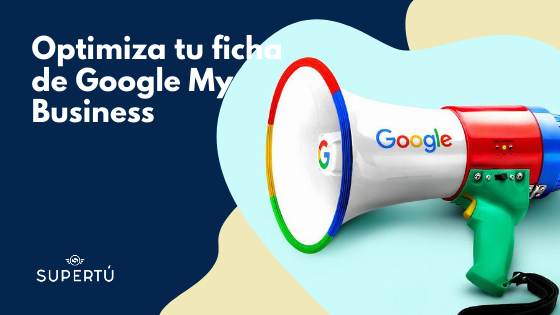 Optimiza tu ficha
de Google My
Business
G
Google
SUPERTÚ